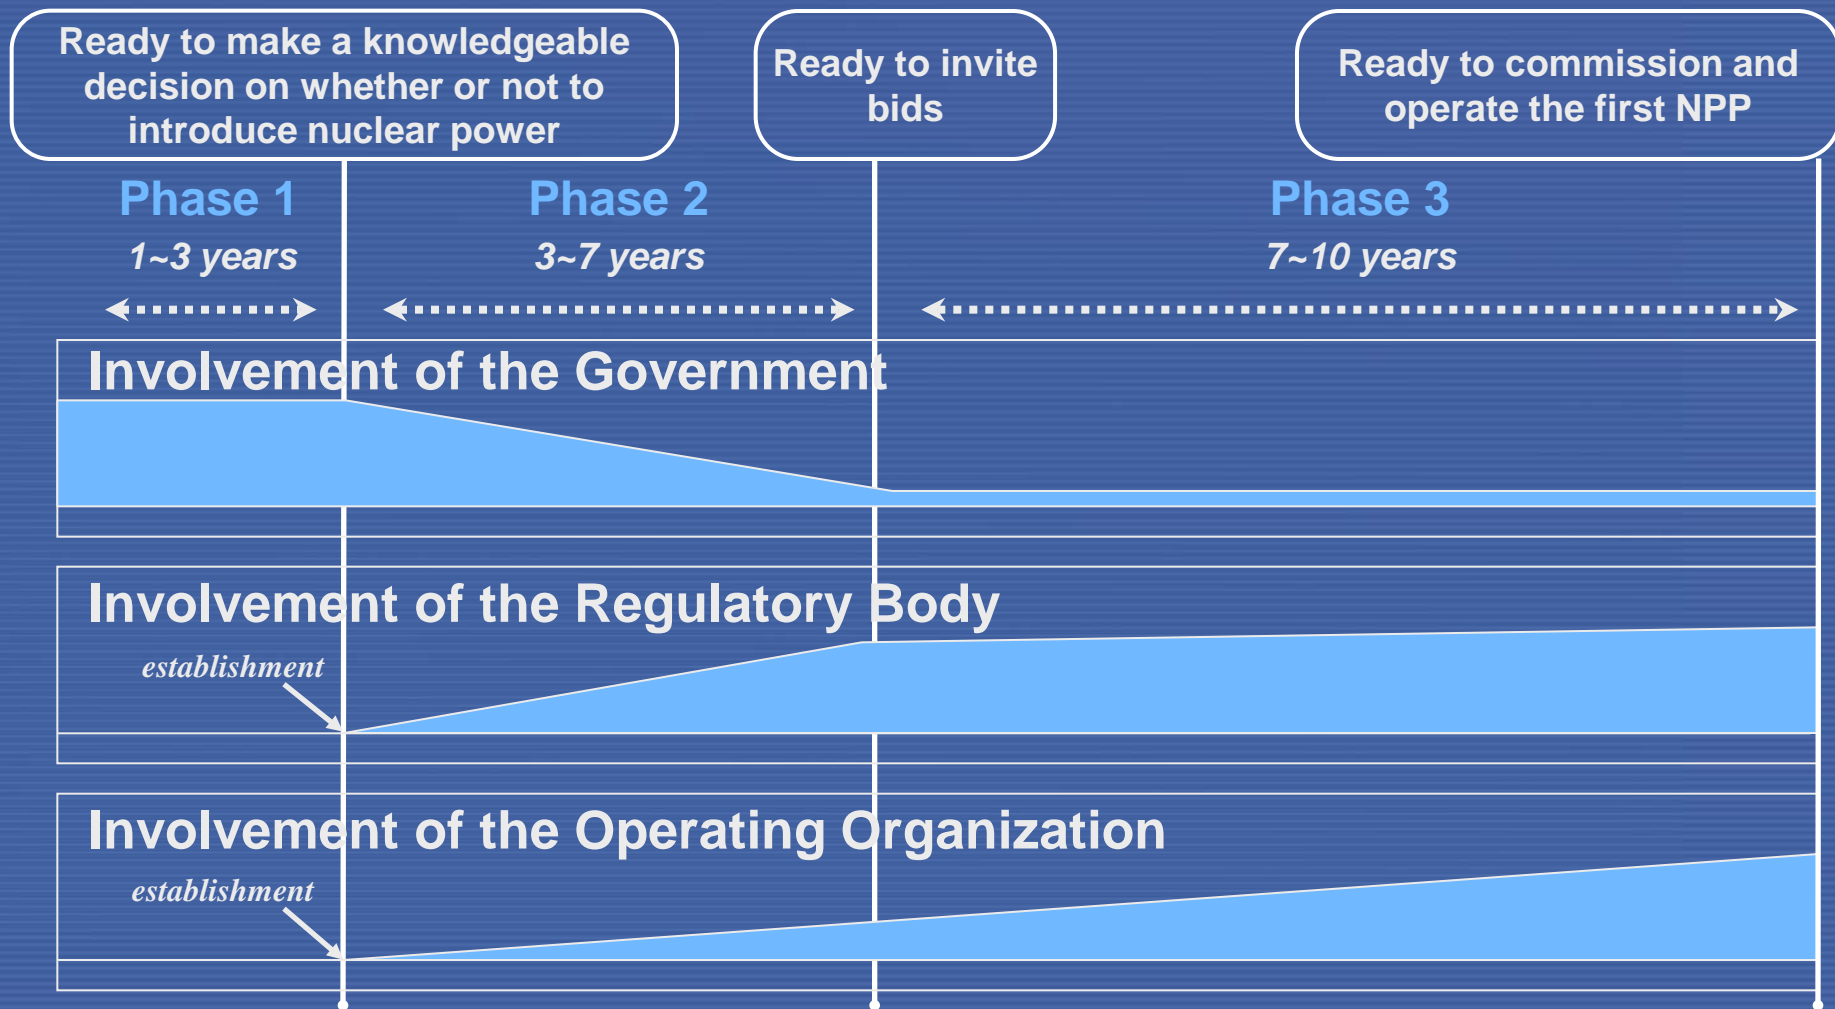 Ready to make a knowledgeable
decision on whether or not to
introduce nuclear power
Ready to invite
bids
Ready to commission and
operate the first NPP
Phase 1
Phase 2
Phase 3
1~3 years
3~7 years
7~10 years
Involvement of the Government
Involvement of the Regulatory Body
establishment
Involvement of the Operating Organization
establishment